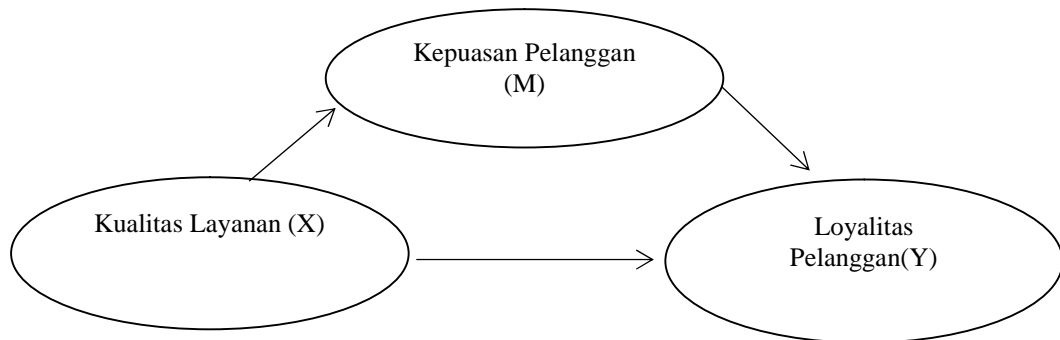 Kepuasan Pelanggan
(M)
Kualitas Layanan (X)
Loyalitas
Pelanggan(Y)